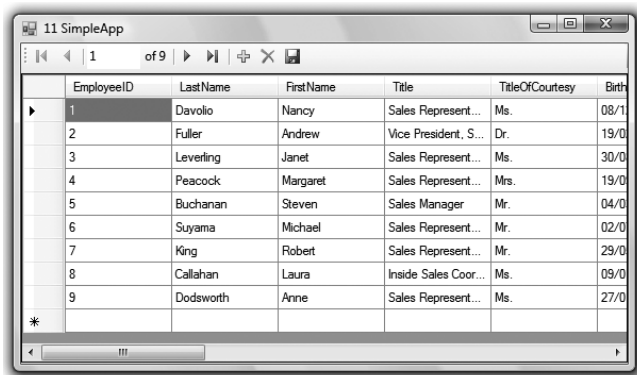 11 SimpleApp
1 of 9
EmployeeID LastName FirstName Title TitleOfCourtesy Birth
1 Davolio Nancy Sales Represent... Ms. 08/1
2 Fuller Andrew Vice President, S... Dr. 19/0
3 Leverling Janet Sales Represent... Ms. 30/0
4 Peacock Margaret Sales Represent... Mrs. 19/0
5 Buchanan Steven Sales Manager Mr. 04/0
6 Suyama Michael Sales Represent... Mr. 02/0
7 King Robert Sales Represent... Mr. 29/0
8 Callahan Laura Inside Sales Coor... Ms. 09/0
9 Dodsworth Anne Sales Represent... Ms. 27/0